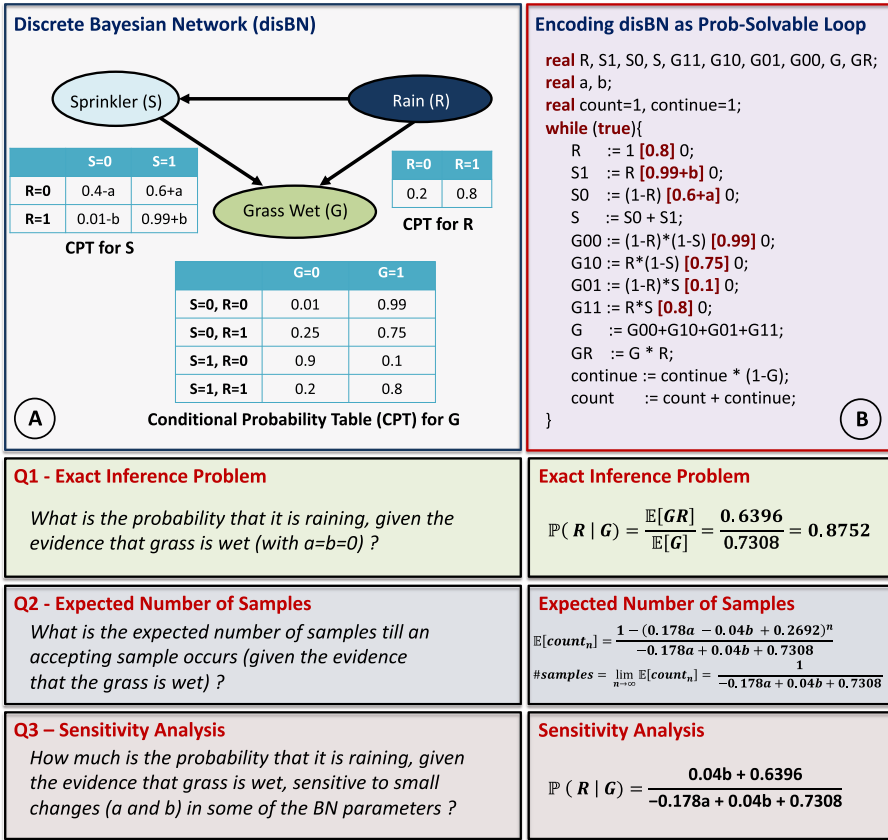 Discrete Bayesian Network (disBN)
Sprinkler (S)
Rain (R)
Grass Wet (G)
S=0 S=1
R=0 0.4-a 0.6+a
R=1 0.01-b 0.99+b
CPT for S
R=0 R=1
0.2 0.8
CPT for R
G=0 G=1
S=0, R=0 0.01 0.99
S=0, R=1 0.25 0.75
S=1, R=0 0.9 0.1
S=1, R=1 0.2 0.8
Conditional Probability Table (CPT) for G
A
Encoding disBN as Prob-Solvable Loop
real R, S1, S0, S, G11, G10, G01, G00, G, GR;
real a, b;
real count=1, continue=1;
while (true){
R := 1 [0.8] 0;
S1 := R [0.99+b] 0;
S0 := (1-R) [0.6+a] 0;
S := S0 + S1;
G00 := (1-R)*(1-S) [0.99] 0;
G10 := R*(1-S) [0.75] 0;
G01 := (1-R)*S [0.1] 0;
G11 := R*S [0.8] 0;
G := G00+G10+G01+G11;
GR := G * R;
continue := continue * (1-G);
count := count + continue;
}
B
Q1 - Exact Inference Problem
What is the probability that it is raining, given the
evidence that grass is wet (with a=b=0) ?
Exact Inference Problem
ℙ( R | G) = 𝔼[GR] / 𝔼[G] = 0.6396 / 0.7308 = 0.8752
Q2 - Expected Number of Samples
What is the expected number of samples till an
accepting sample occurs (given the evidence
that the grass is wet) ?
Expected Number of Samples
𝔼[countₙ] = 1 − (0.178a − 0.04b + 0.2692)ⁿ / −0.178a + 0.04b + 0.7308
#samples = lim n→∞ 𝔼[countₙ] = 1 / −0.178a + 0.04b + 0.7308
Q3 – Sensitivity Analysis
How much is the probability that it is raining, given
the evidence that grass is wet, sensitive to small
changes (a and b) in some of the BN parameters ?
Sensitivity Analysis
ℙ ( R | G) = 0.04b + 0.6396 / −0.178a + 0.04b + 0.7308